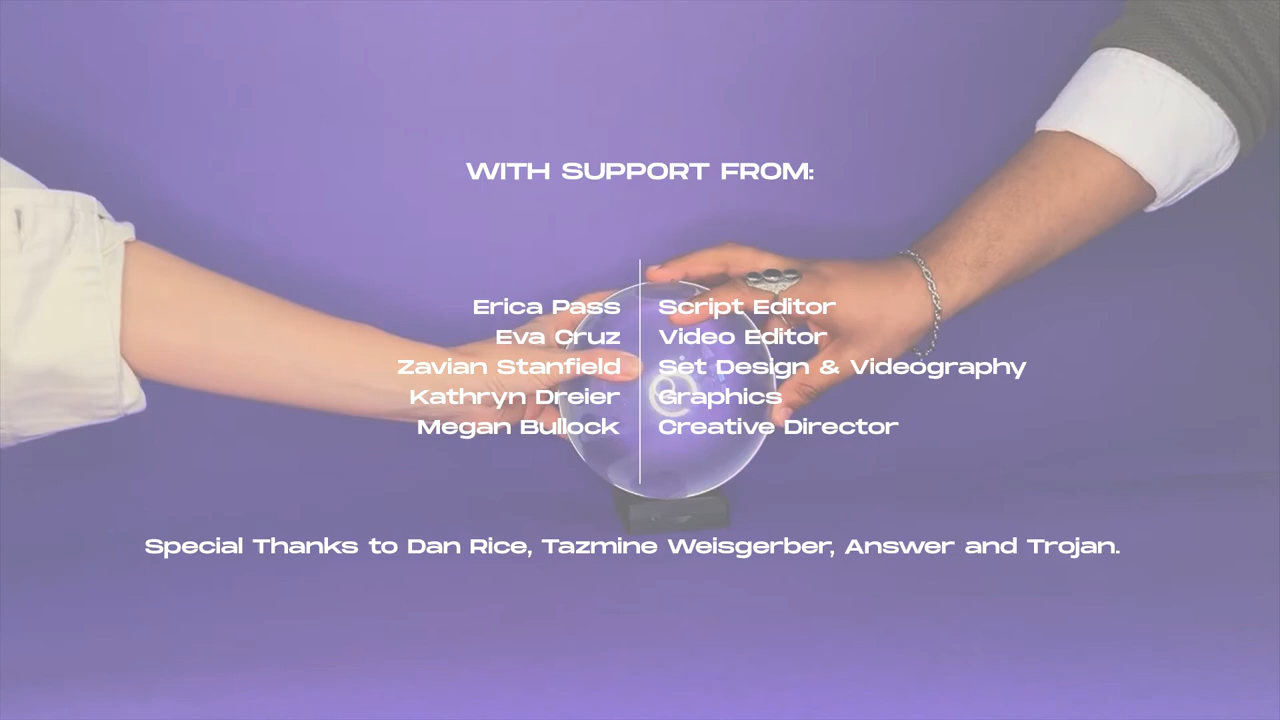 WITH SUPPORT FROM:
Erica Pass Script Editor
Eva Cruz Video Editor
Zavian Stanfield Set Design & Videography
Kathryn Dreier Graphics
Megan Bullock Creative Director
Special Thanks to Dan Rice, Tazmine Weisgerber, Answer and Trojan.